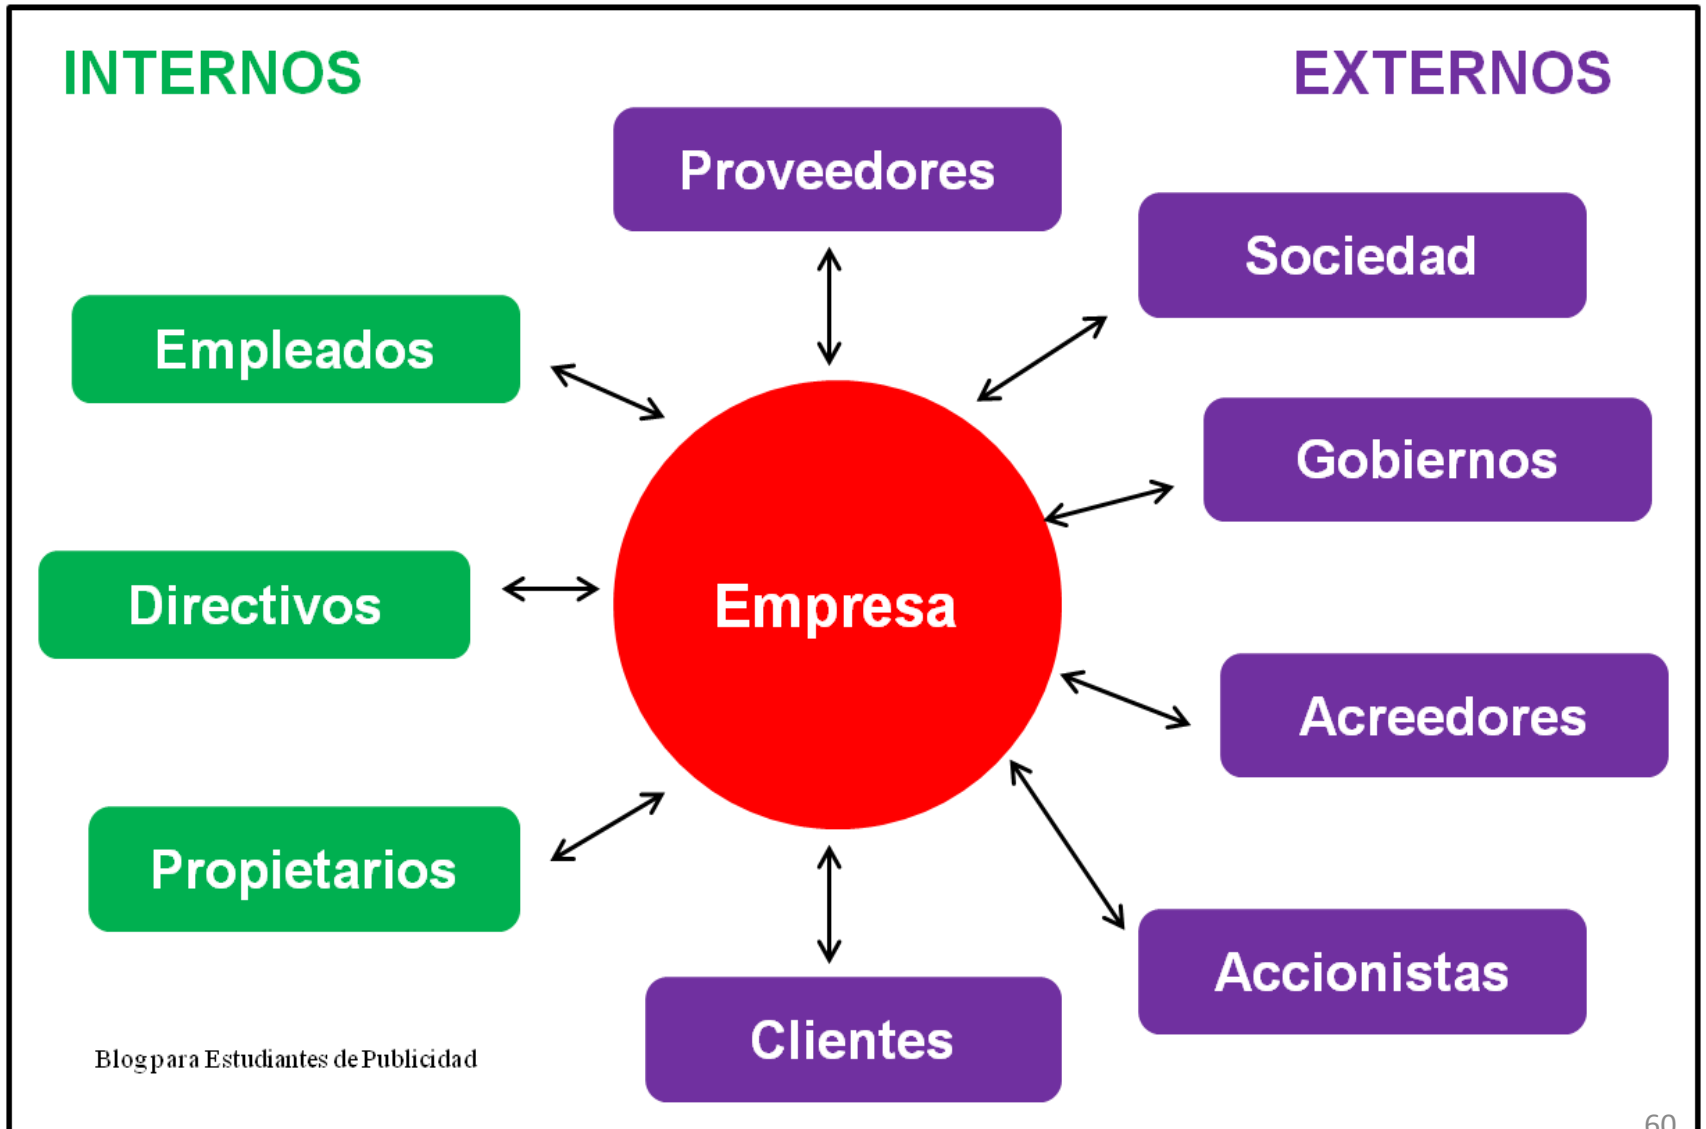 INTERNOS
EXTERNOS
Proveedores
Sociedad
Empleados
Gobiernos
Directivos
Empresa
Acreedores
Propietarios
Accionistas
Clientes
Blog para Estudiantes de Publicidad
60